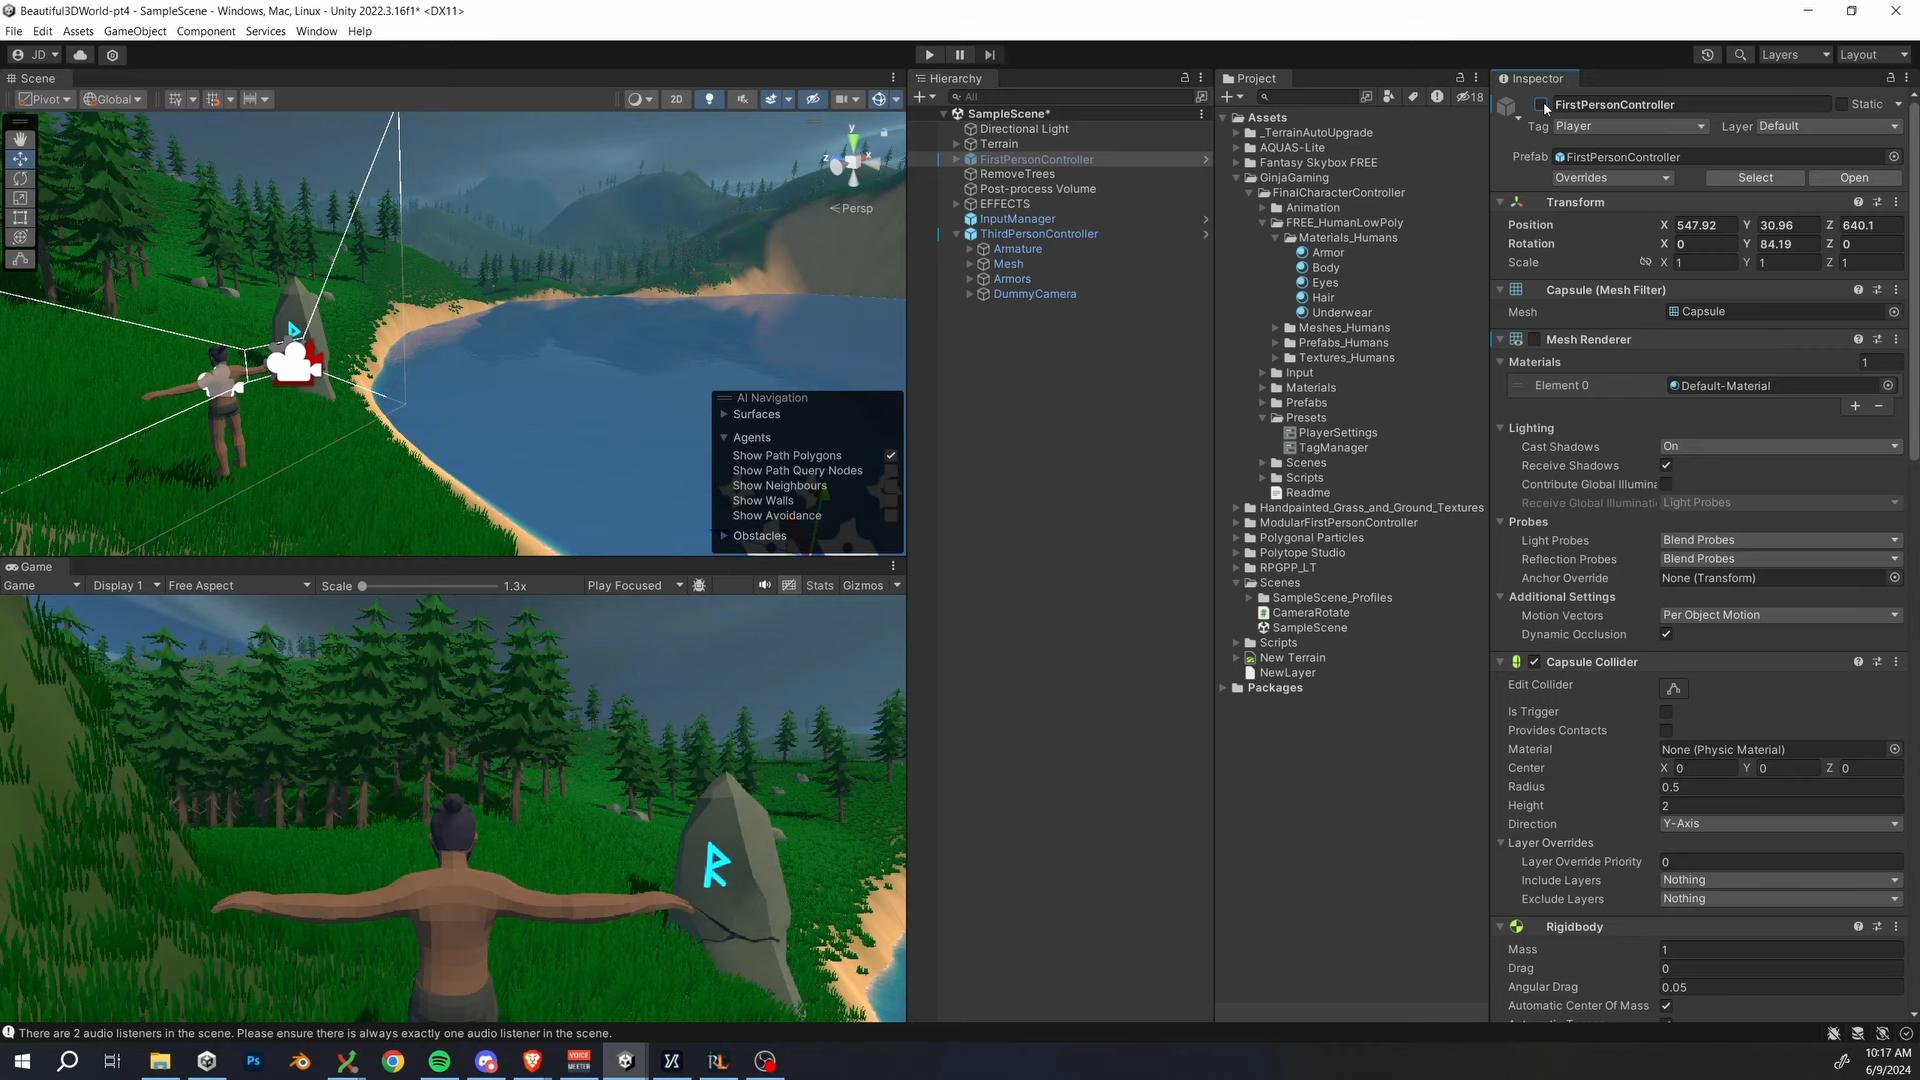 Beautiful3DWorld-pt4 - SampleScene - Windows, Mac, Linux - Unity 2022.3.16f1* <DX11>
File Edit Assets GameObject Component Services Window Help
JD Layers Layout
Scene
Pivot Global 2D
y
z x
Persp
AI Navigation
Surfaces
Agents
Show Path Polygons
Show Path Query Nodes
Show Neighbours
Show Walls
Show Avoidance
Obstacles
Game
Game Display 1 Free Aspect Scale 1.3x Play Focused Stats Gizmos
Hierarchy
All
SampleScene*
Directional Light
Terrain
FirstPersonController
RemoveTrees
Post-process Volume
EFFECTS
InputManager
ThirdPersonController
Armature
Mesh
Armors
DummyCamera
Project
18
Assets
_TerrainAutoUpgrade
AQUAS-Lite
Fantasy Skybox FREE
GinjaGaming
FinalCharacterController
Animation
FREE_HumanLowPoly
Materials_Humans
Armor
Body
Eyes
Hair
Underwear
Meshes_Humans
Prefabs_Humans
Textures_Humans
Input
Materials
Prefabs
Presets
PlayerSettings
TagManager
Scenes
Scripts
Readme
Handpainted_Grass_and_Ground_Textures
ModularFirstPersonController
Polygonal Particles
Polytope Studio
RPGPP_LT
Scenes
SampleScene_Profiles
CameraRotate
SampleScene
Scripts
New Terrain
NewLayer
Packages
Inspector
FirstPersonController Static
Tag Player Layer Default
Prefab FirstPersonController
Overrides Select Open
Transform
Position X 547.92 Y 30.96 Z 640.1
Rotation X 0 Y 84.19 Z 0
Scale X 1 Y 1 Z 1
Capsule (Mesh Filter)
Mesh Capsule
Mesh Renderer
Materials 1
Element 0 Default-Material
Lighting
Cast Shadows On
Receive Shadows
Contribute Global Illumina
Receive Global Illuminati Light Probes
Probes
Light Probes Blend Probes
Reflection Probes Blend Probes
Anchor Override None (Transform)
Additional Settings
Motion Vectors Per Object Motion
Dynamic Occlusion
Capsule Collider
Edit Collider
Is Trigger
Provides Contacts
Material None (Physic Material)
Center X 0 Y 0 Z 0
Radius 0.5
Height 2
Direction Y-Axis
Layer Overrides
Layer Override Priority 0
Include Layers Nothing
Exclude Layers Nothing
Rigidbody
Mass 1
Drag 0
Angular Drag 0.05
Automatic Center Of Mass
There are 2 audio listeners in the scene. Please ensure there is always exactly one audio listener in the scene.
Ps
VOICE MEETER
RL
10:17 AM
6/9/2024